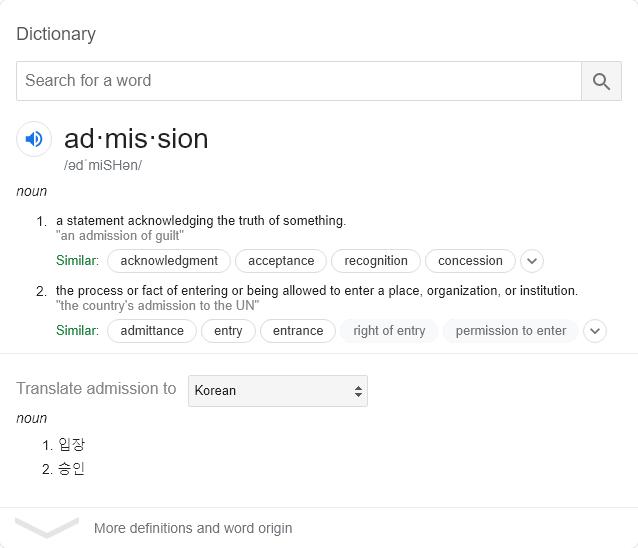 Dictionary
Search for a word
ad·mis·sion
/ədˈmiSHən/
noun
1. a statement acknowledging the truth of something.
"an admission of guilt"
Similar: acknowledgment acceptance recognition concession
2. the process or fact of entering or being allowed to enter a place, organization, or institution.
"the country's admission to the UN"
Similar: admittance entry entrance right of entry permission to enter
Translate admission to Korean
noun
1. 입장
2. 승인
More definitions and word origin